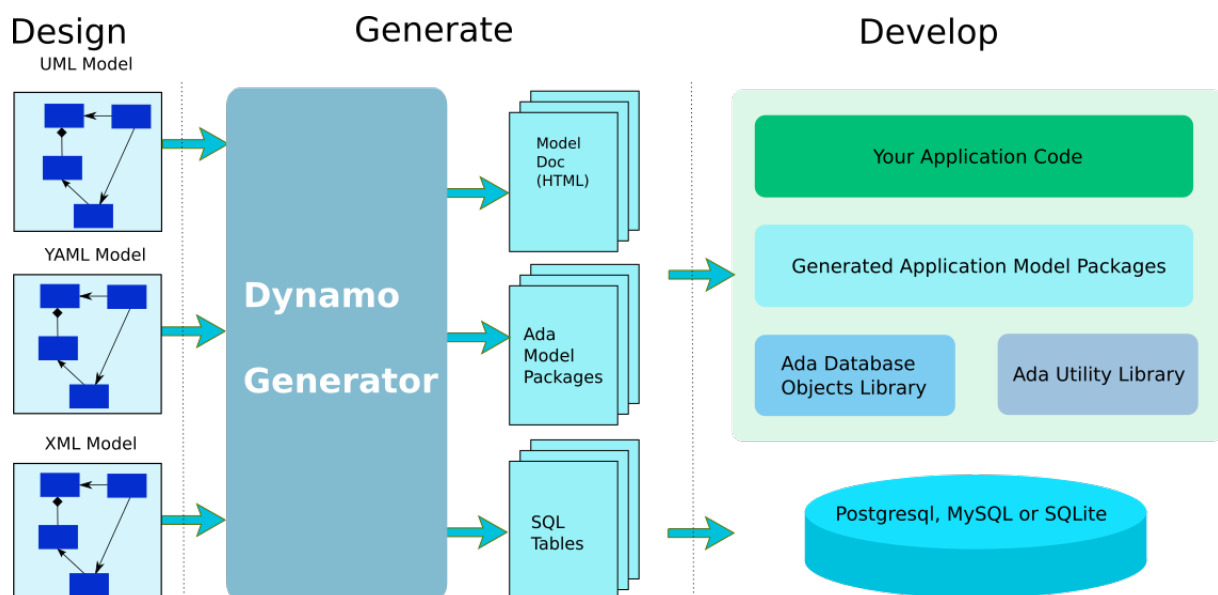 Design
Generate
Develop
UML Model
YAML Model
XML Model
Dynamo
Generator
Model
Doc
(HTML)
Ada
Model
Packages
SQL
Tables
Your Application Code
Generated Application Model Packages
Ada Database
Objects Library
Ada Utility Library
Postgresql, MySQL or SQLite